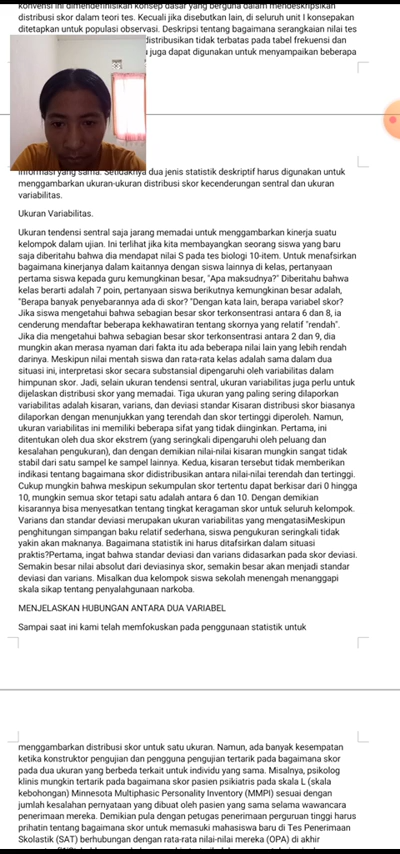 konvensi ini dimendefinisikan konsep dasar yang berguna dalam mendeskripsikan
distribusi skor dalam teori tes. Kecuali jika disebutkan lain, di seluruh unit I konsepakan
ditetapkan untuk populasi observasi. Deskripsi tentang bagaimana serangkaian nilai tes
distribusikan tidak terbatas pada tabel frekuensi dan
juga dapat digunakan untuk menyampaikan beberapa
informasi yang sama. Setidaknya dua jenis statistik deskriptif harus digunakan untuk
menggambarkan ukuran-ukuran distribusi skor kecenderungan sentral dan ukuran
variabilitas.
Ukuran Variabilitas.
Ukuran tendensi sentral saja jarang memadai untuk menggambarkan kinerja suatu
kelompok dalam ujian. Ini terlihat jika kita membayangkan seorang siswa yang baru
saja diberitahu bahwa dia mendapat nilai S pada tes biologi 10-item. Untuk menafsirkan
bagaimana kinerjanya dalam kaitannya dengan siswa lainnya di kelas, pertanyaan
pertama siswa kepada guru kemungkinan besar, "Apa maksudnya?" Diberitahu bahwa
kelas berarti adalah 7 poin, pertanyaan siswa berikutnya kemungkinan besar adalah,
"Berapa banyak penyebarannya ada di skor? "Dengan kata lain, berapa variabel skor?
Jika siswa mengetahui bahwa sebagian besar skor terkonsentrasi antara 6 dan 8, ia
cenderung mendaftar beberapa kekhawatiran tentang skornya yang relatif "rendah".
Jika dia mengetahui bahwa sebagian besar skor terkonsentrasi antara 2 dan 9, dia
mungkin akan merasa nyaman dari fakta itu ada beberapa nilai lain yang lebih rendah
darinya. Meskipun nilai mentah siswa dan rata-rata kelas adalah sama dalam dua
situasi ini, interpretasi skor secara substansial dipengaruhi oleh variabilitas dalam
himpunan skor. Jadi, selain ukuran tendensi sentral, ukuran variabilitas juga perlu untuk
dijelaskan distribusi skor yang memadai. Tiga ukuran yang paling sering dilaporkan
variabilitas adalah kisaran, varians, dan deviasi standar Kisaran distribusi skor biasanya
dilaporkan dengan menunjukkan yang terendah dan skor tertinggi diperoleh. Namun,
ukuran variabilitas ini memiliki beberapa sifat yang tidak diinginkan. Pertama, ini
ditentukan oleh dua skor ekstrem (yang seringkali dipengaruhi oleh peluang dan
kesalahan pengukuran), dan dengan demikian nilai-nilai kisaran mungkin sangat tidak
stabil dari satu sampel ke sampel lainnya. Kedua, kisaran tersebut tidak memberikan
indikasi tentang bagaimana skor didistribusikan antara nilai-nilai terendah dan tertinggi.
Cukup mungkin bahwa meskipun sekumpulan skor tertentu dapat berkisar dari 0 hingga
10, mungkin semua skor tetapi satu adalah antara 6 dan 10. Dengan demikian
kisarannya bisa menyesatkan tentang tingkat keragaman skor untuk seluruh kelompok.
Varians dan standar deviasi merupakan ukuran variabilitas yang mengatasiMeskipun
penghitungan simpangan baku relatif sederhana, siswa pengukuran seringkali tidak
yakin akan maknanya. Bagaimana statistik ini harus ditafsirkan dalam situasi
praktis?Pertama, ingat bahwa standar deviasi dan varians didasarkan pada skor deviasi.
Semakin besar nilai absolut dari deviasinya skor, semakin besar akan menjadi standar
deviasi dan varians. Misalkan dua kelompok siswa sekolah menengah menanggapi
skala sikap tentang penyalahgunaan narkoba.
MENJELASKAN HUBUNGAN ANTARA DUA VARIABEL
Sampai saat ini kami telah memfokuskan pada penggunaan statistik untuk
menggambarkan distribusi skor untuk satu ukuran. Namun, ada banyak kesempatan
ketika konstruktor pengujian dan pengguna pengujian tertarik pada bagaimana skor
pada dua ukuran yang berbeda terkait untuk individu yang sama. Misalnya, psikolog
klinis mungkin tertarik pada bagaimana skor pasien psikiatris pada skala L (skala
kebohongan) Minnesota Multiphasic Personality Inventory (MMPI) sesuai dengan
jumlah kesalahan pernyataan yang dibuat oleh pasien yang sama selama wawancara
penerimaan mereka. Demikian pula dengan petugas penerimaan perguruan tinggi harus
prihatin tentang bagaimana skor untuk memasuki mahasiswa baru di Tes Penerimaan
Skolastik (SAT) berhubungan dengan rata-rata nilai-nilai nilai mereka (OPA) di akhir